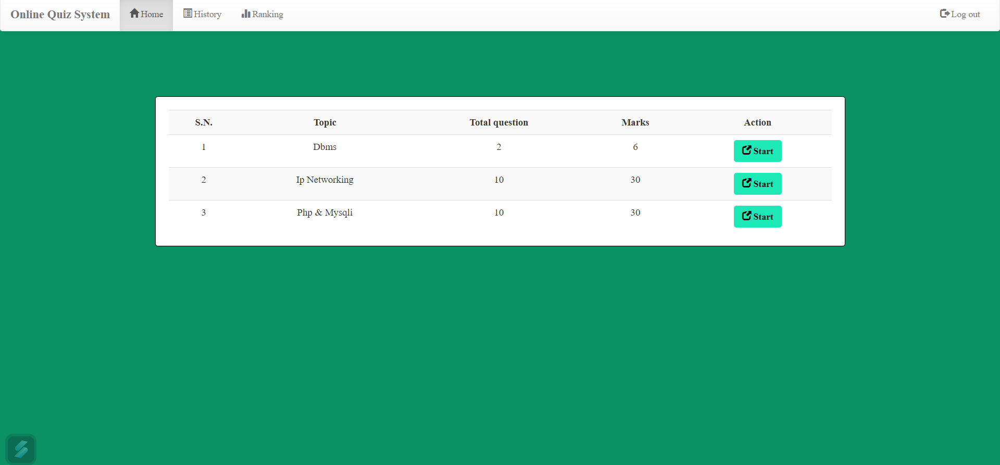 Online Quiz System Home History Ranking Log out
S.N. Topic Total question Marks Action
1 Dbms 2 6 Start
2 Ip Networking 10 30 Start
3 Php & Mysqli 10 30 Start